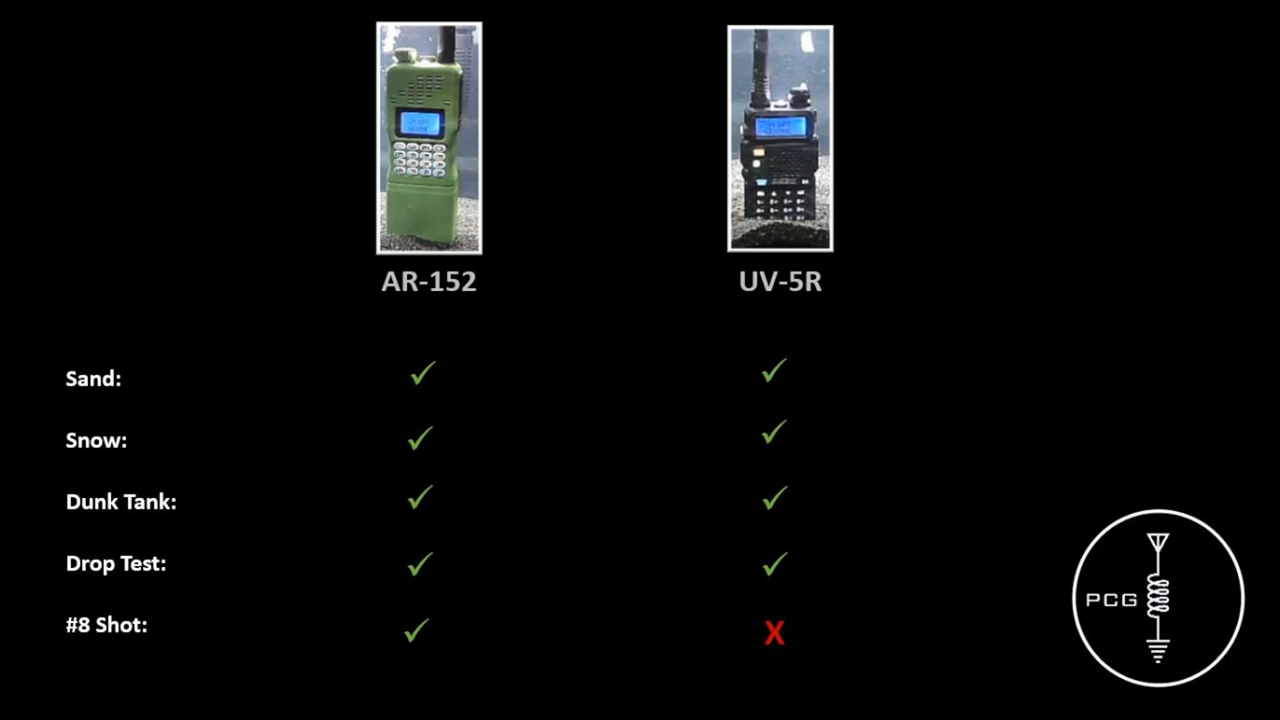 AR-152
UV-5R
Sand: ✓ ✓
Snow: ✓ ✓
Dunk Tank: ✓ ✓
Drop Test: ✓ ✓
#8 Shot: ✓ X
PCG